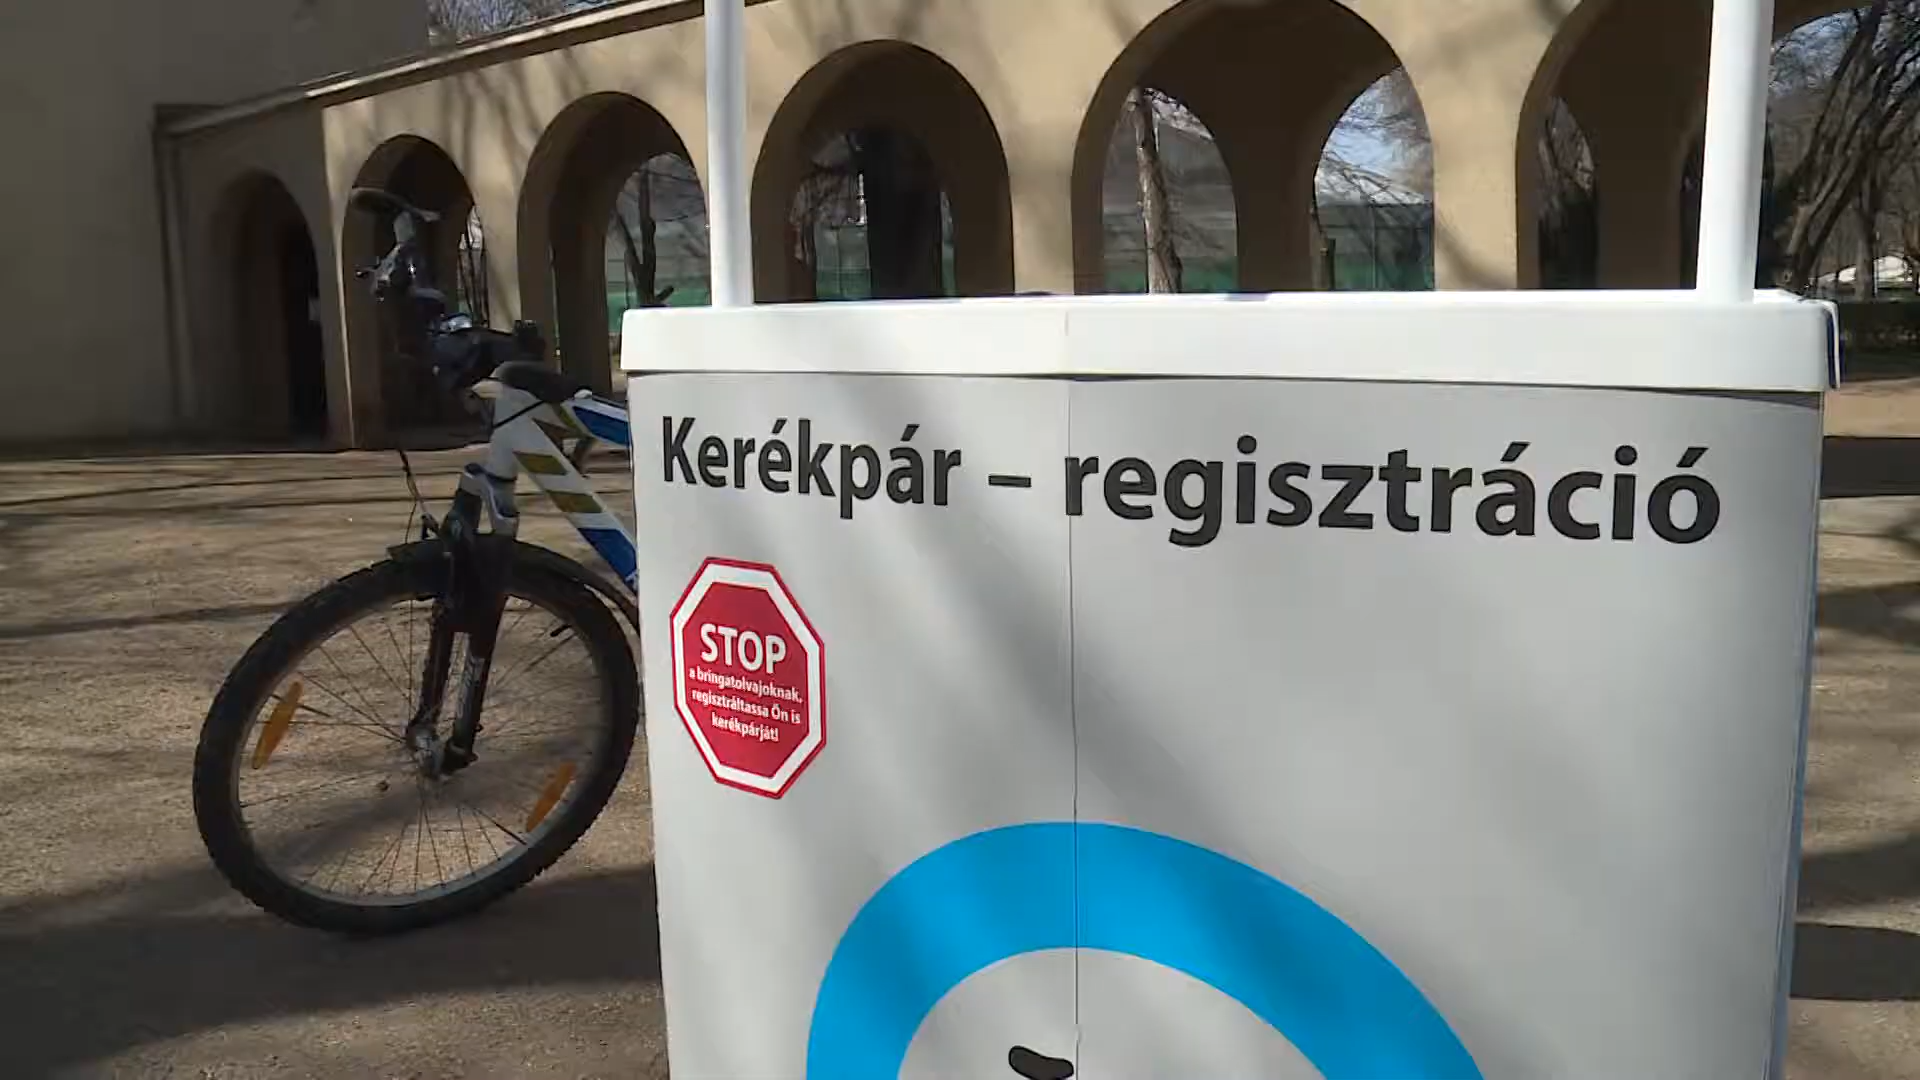 Kerékpár – regisztráció
STOP
a bringatolvajoknak,
regisztráltassa Ön is
kerékpárját!